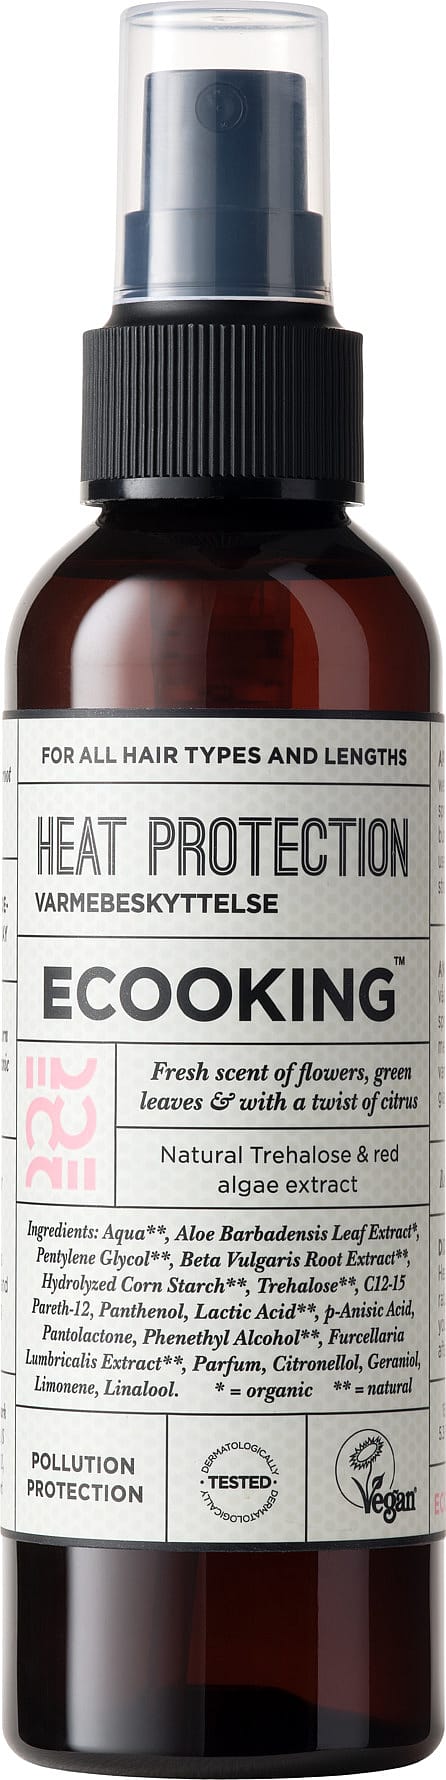 FOR ALL HAIR TYPES AND LENGTHS
HEAT PROTECTION
VARMEBESKYTTELSE
ECOOKING™
Fresh scent of flowers, green
leaves & with a twist of citrus
Natural Trehalose & red
algae extract
Ingredients: Aqua**, Aloe Barbadensis Leaf Extract*,
Pentylene Glycol**, Beta Vulgaris Root Extract**,
Hydrolyzed Corn Starch**, Trehalose**, C12-15
Pareth-12, Panthenol, Lactic Acid**, p-Anisic Acid,
Pantolactone, Phenethyl Alcohol**, Furcellaria
Lumbricalis Extract**, Parfum, Citronellol, Geraniol,
Limonene, Linalool. * = organic ** = natural
POLLUTION
PROTECTION
DERMATOLOGICALLY
TESTED
DERMATOLOGICALLY
Vegan